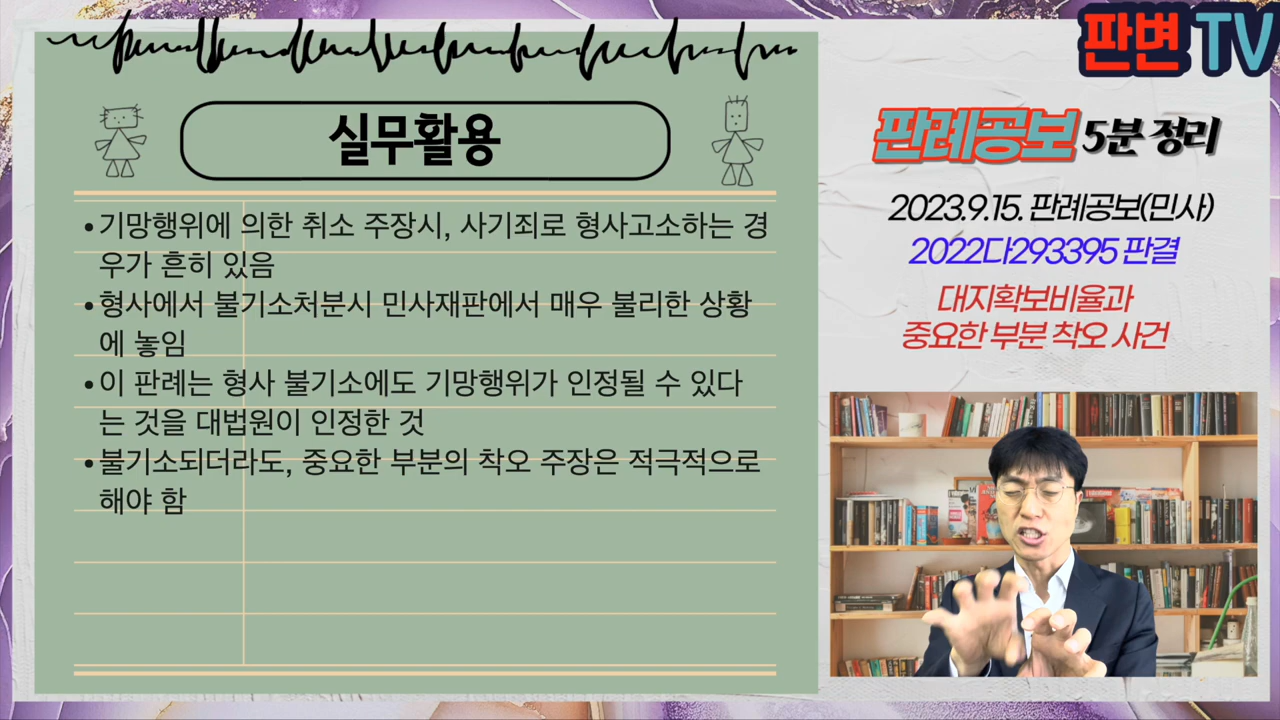 판변 TV
실무활용
• 기망행위에 의한 취소 주장시, 사기죄로 형사고소하는 경
우가 흔히 있음
• 형사에서 불기소처분시 민사재판에서 매우 불리한 상황
에 놓임
• 이 판례는 형사 불기소에도 기망행위가 인정될 수 있다
는 것을 대법원이 인정한 것
• 불기소되더라도, 중요한 부분의 착오 주장은 적극적으로
해야 함
판례공보 5분 정리
2023.9.15. 판례공보(민사)
2022다293395 판결
대지확보비율과
중요한 부분 착오 사건